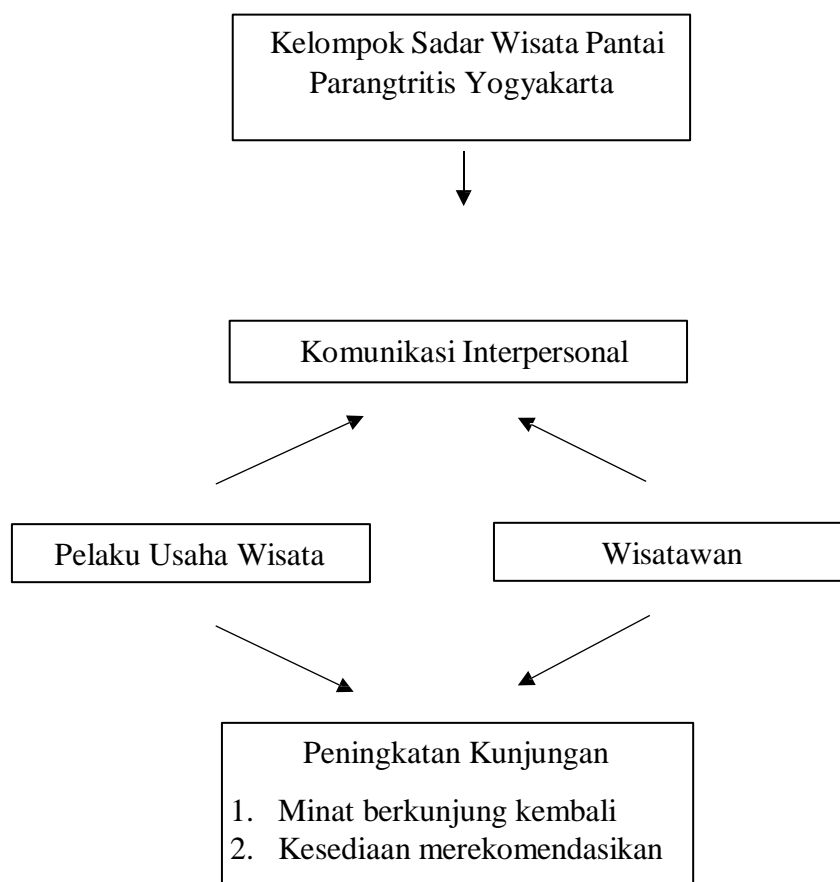 Kelompok Sadar Wisata Pantai
Parangtritis Yogyakarta
Komunikasi Interpersonal
Pelaku Usaha Wisata
Wisatawan
Peningkatan Kunjungan
1. Minat berkunjung kembali
2. Kesediaan merekomendasikan